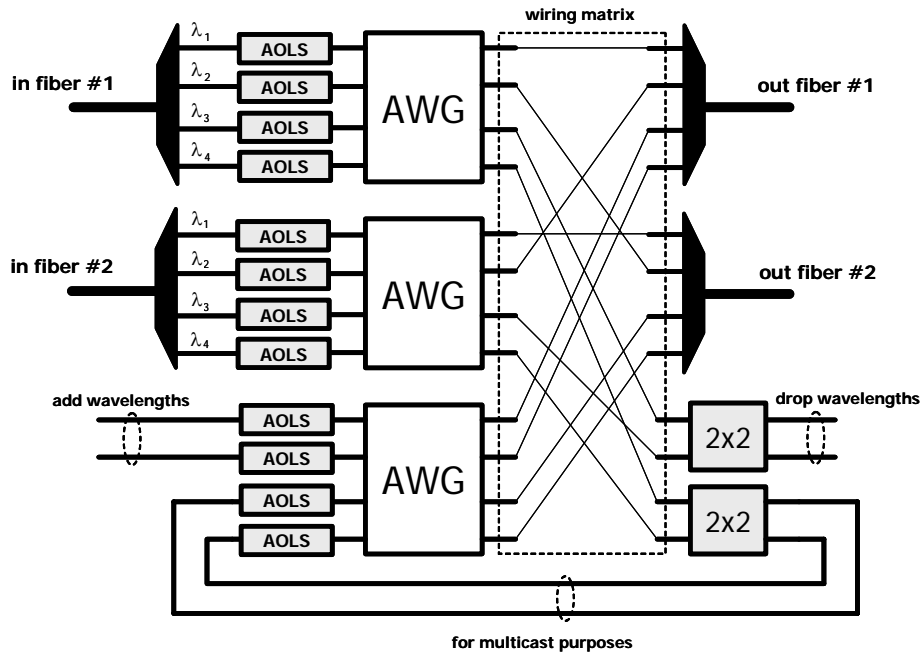 wiring matrix
in fiber #1
λ1
λ2
λ3
λ4
AOLS
AOLS
AOLS
AOLS
AWG
out fiber #1
in fiber #2
λ1
λ2
λ3
λ4
AOLS
AOLS
AOLS
AOLS
AWG
out fiber #2
add wavelengths
AOLS
AOLS
AOLS
AOLS
AWG
2x2
2x2
drop wavelengths
for multicast purposes